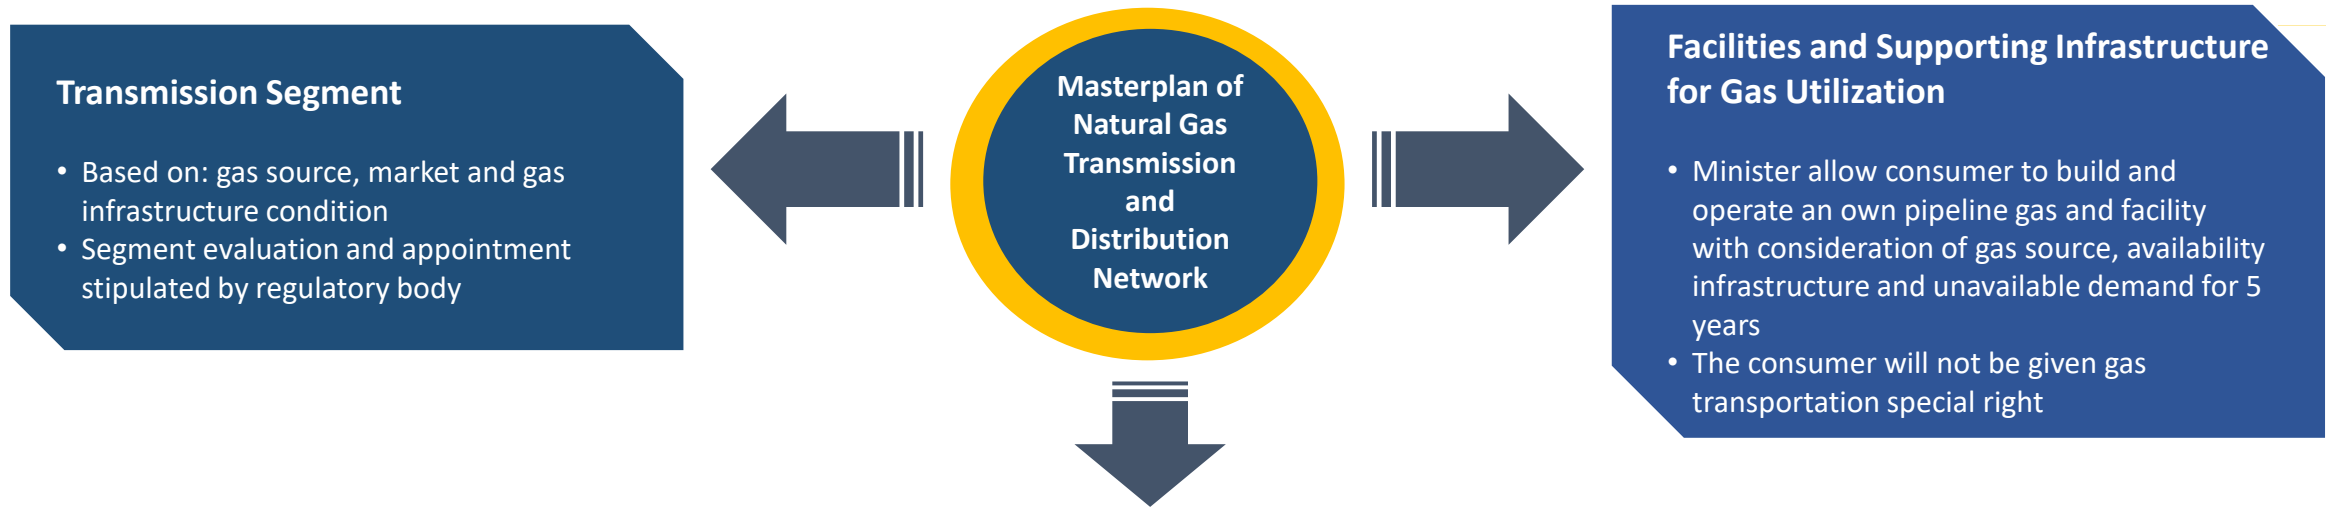 Transmission Segment
• Based on: gas source, market and gas
infrastructure condition
• Segment evaluation and appointment
stipulated by regulatory body
Masterplan of
Natural Gas
Transmission
and
Distribution
Network
Facilities and Supporting Infrastructure
for Gas Utilization
• Minister allow consumer to build and
operate an own pipeline gas and facility
with consideration of gas source, availability
infrastructure and unavailable demand for 5
years
• The consumer will not be given gas
transportation special right